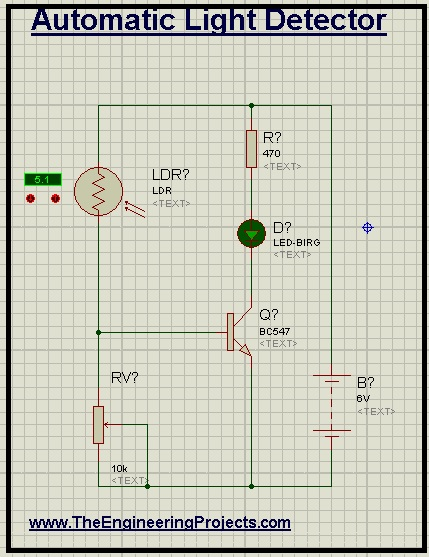 Automatic Light Detector
R?
470
<TEXT>
5.1
LDR?
LDR
<TEXT>
D?
LED-BIRG
<TEXT>
Q?
BC547
<TEXT>
RV?
B?
6V
<TEXT>
10k
<TEXT>
www.TheEngineeringProjects.com